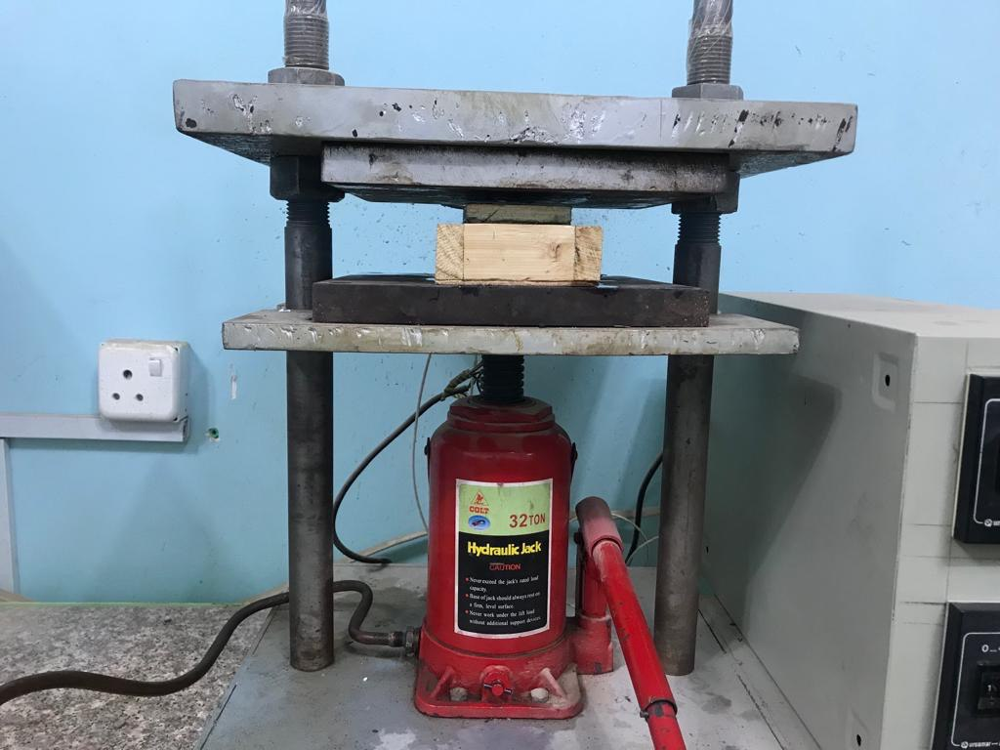 COLT
32TON
Hydraulic Jack
CAUTION
Never exceed the jack's rated load
capacity.
Base of jack should always rest on
a firm, level surface.
Never work under the lift load
without additional support devices.